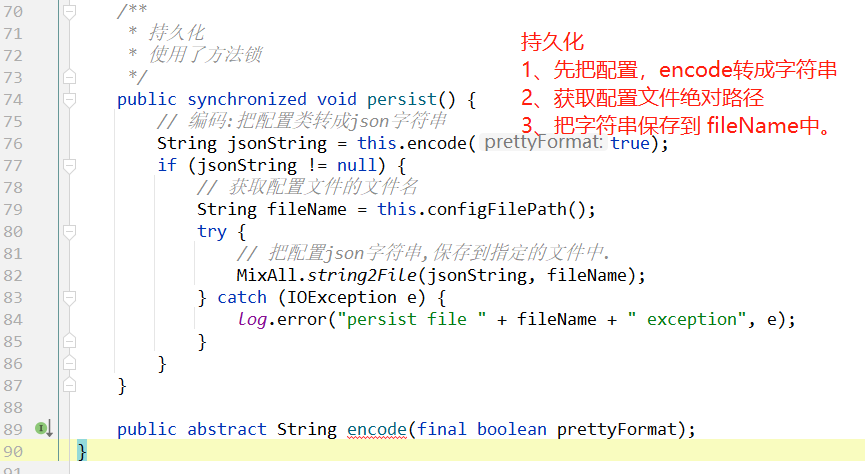 70 /**
71 * 持久化
72 * 使用了方法锁
73 */
74 public synchronized void persist() {
75 // 编码:把配置类转成json字符串
76 String jsonString = this.encode( prettyFormat: true);
77 if (jsonString != null) {
78 // 获取配置文件的文件名
79 String fileName = this.configFilePath();
80 try {
81 // 把配置json字符串,保存到指定的文件中.
82 MixAll.string2File(jsonString, fileName);
83 } catch (IOException e) {
84 log.error("persist file " + fileName + " exception", e);
85 }
86 }
87 }
88
89 public abstract String encode(final boolean prettyFormat);
90 }
91
持久化
1、先把配置，encode转成字符串
2、获取配置文件绝对路径
3、把字符串保存到 fileName中。